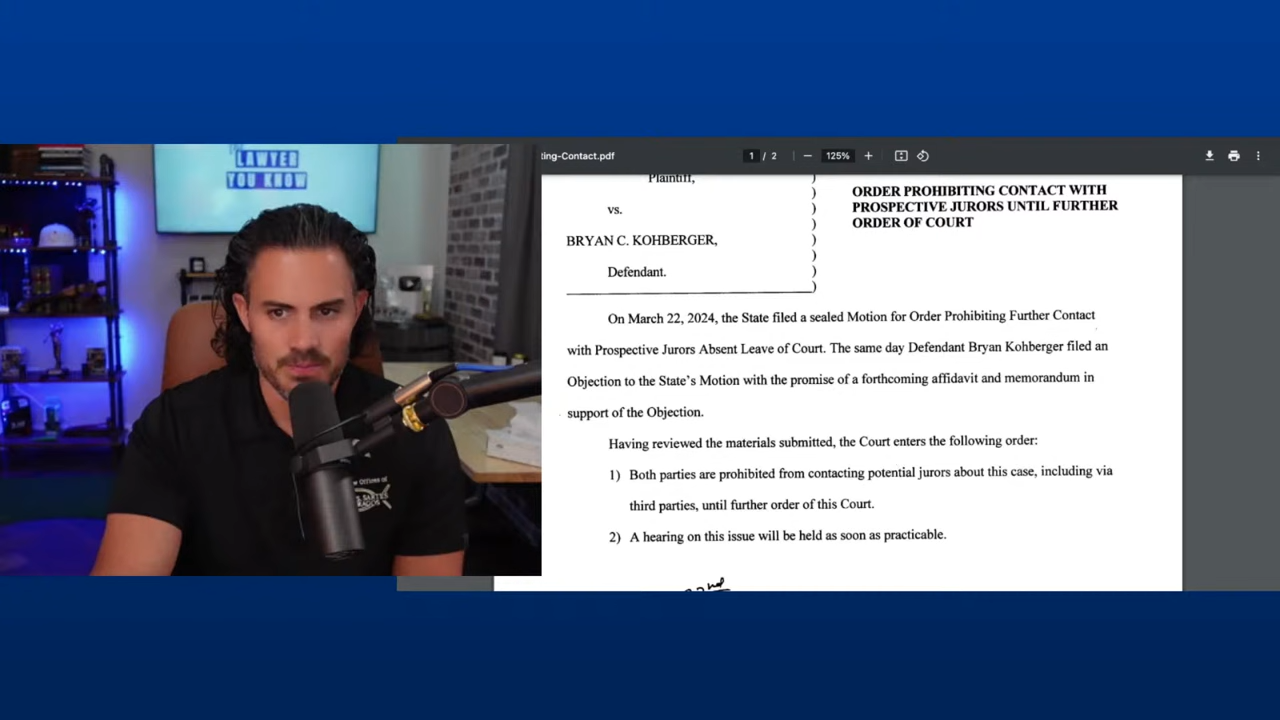 LAWYER
YOU KNOW
ing-Contact.pdf
1 / 2
125%
Plaintiff,
vs.
BRYAN C. KOHBERGER,
Defendant.
ORDER PROHIBITING CONTACT WITH
PROSPECTIVE JURORS UNTIL FURTHER
ORDER OF COURT
On March 22, 2024, the State filed a sealed Motion for Order Prohibiting Further Contact
with Prospective Jurors Absent Leave of Court. The same day Defendant Bryan Kohberger filed an
Objection to the State's Motion with the promise of a forthcoming affidavit and memorandum in
support of the Objection.
Having reviewed the materials submitted, the Court enters the following order:
1) Both parties are prohibited from contacting potential jurors about this case, including via
third parties, until further order of this Court.
2) A hearing on this issue will be held as soon as practicable.